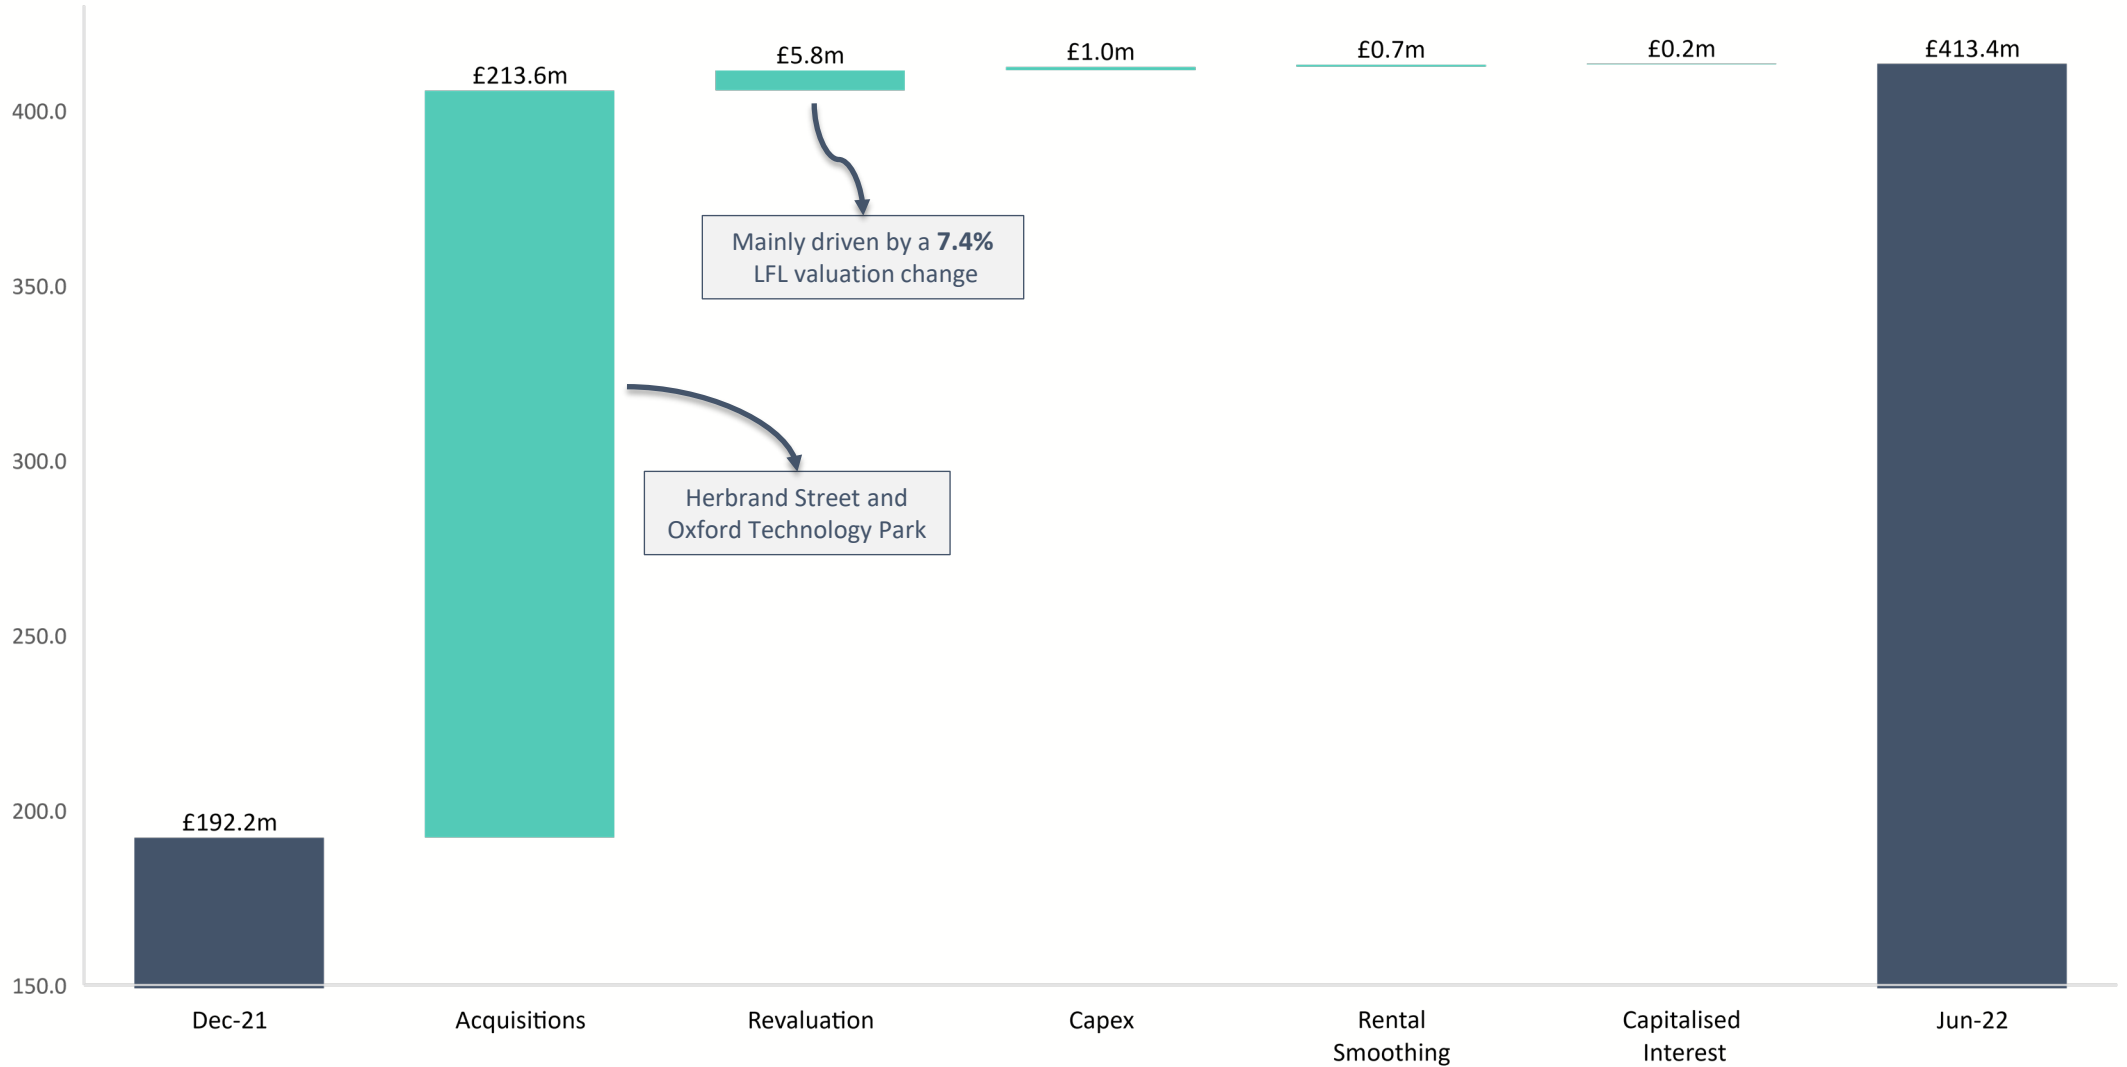 £213.6m
£5.8m
£1.0m
£0.7m
£0.2m
£413.4m
400.0
350.0
300.0
250.0
200.0
150.0
Mainly driven by a 7.4%
LFL valuation change
Herbrand Street and
Oxford Technology Park
£192.2m
Dec-21
Acquisitions
Revaluation
Capex
Rental
Smoothing
Capitalised
Interest
Jun-22